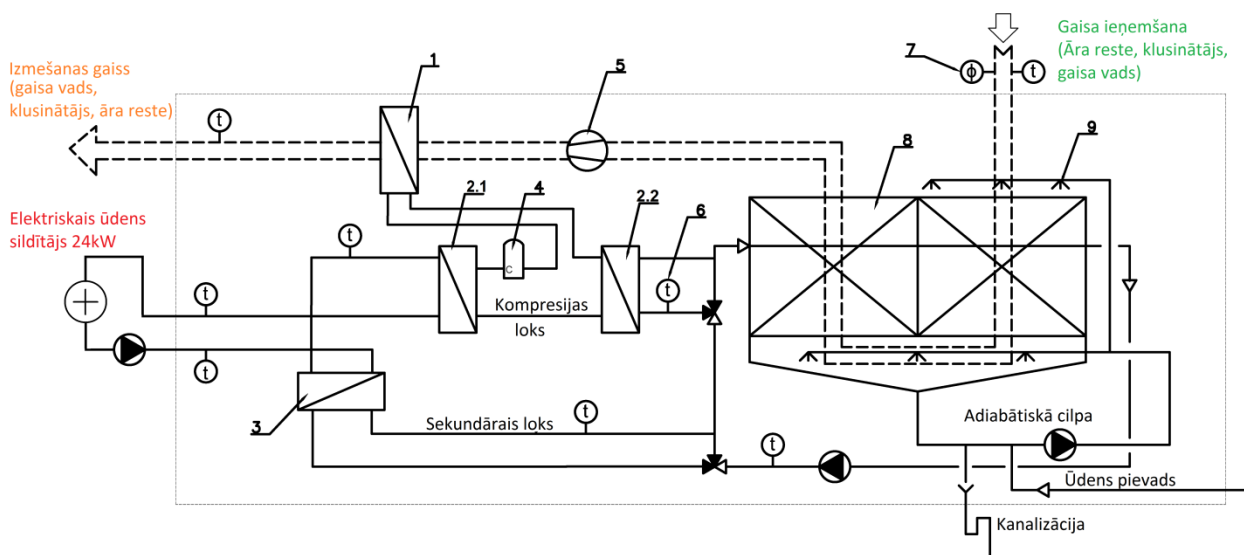 Izmešanas gaiss
(gaisa vads,
klusinātājs, āra reste)
t
1
5
7
ϕ
t
Gaisa ieņemšana
(Āra reste, klusinātājs,
gaisa vads)
8
9
Elektriskais ūdens
sildītājs 24kW
t
2.1
4
C
2.2
6
t
t
Kompresijas
loks
t
3
Sekundārais loks
t
t
Adiabātiskā cilpa
Ūdens pievads
Kanalizācija